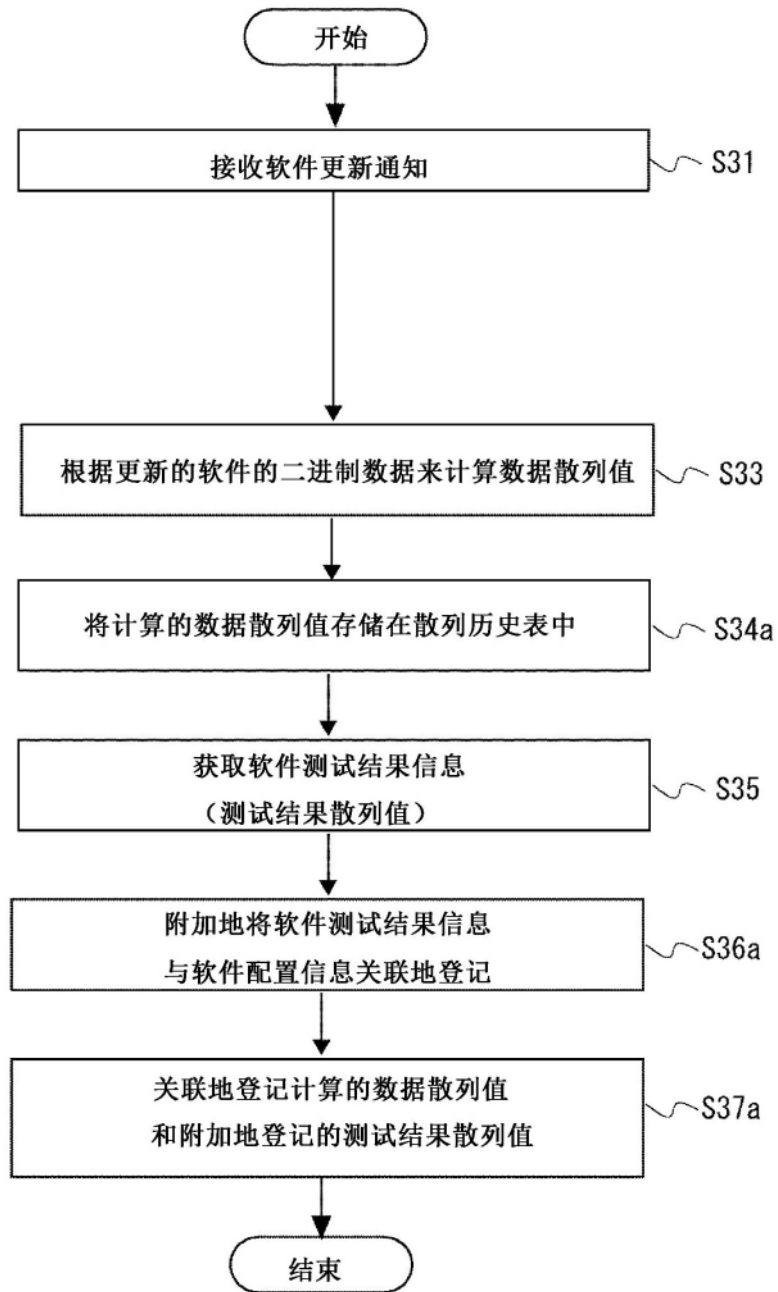 开始
接收软件更新通知
S31
根据更新的软件的二进制数据来计算数据散列值
S33
将计算的数据散列值存储在散列历史表中
S34a
获取软件测试结果信息
（测试结果散列值）
S35
附加地将软件测试结果信息
与软件配置信息关联地登记
S36a
关联地登记计算的数据散列值
和附加地登记的测试结果散列值
S37a
结束